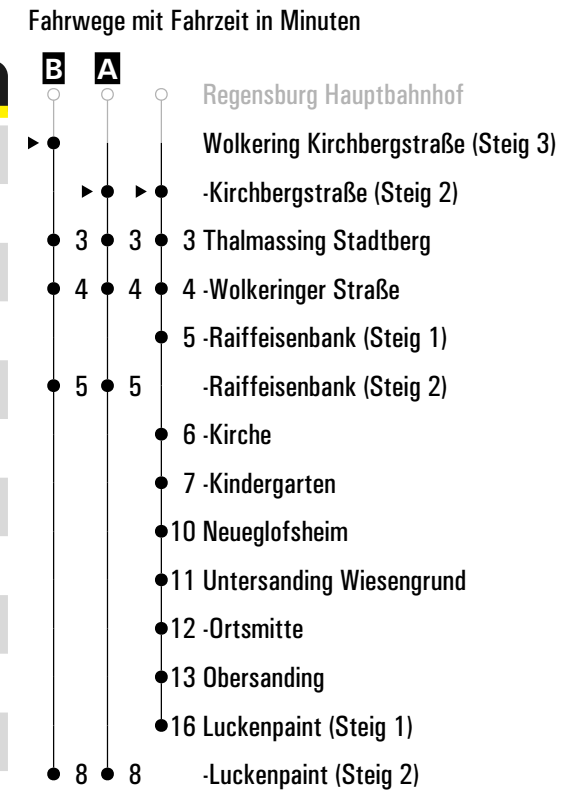 Fahrwege mit Fahrzeit in Minuten
B A
Regensburg Hauptbahnhof
Wolkering Kirchbergstraße (Steig 3)
-Kirchbergstraße (Steig 2)
3 3 3 Thalmassing Stadtberg
4 4 4 -Wolkeringer Straße
5 -Raiffeisenbank (Steig 1)
5 5 -Raiffeisenbank (Steig 2)
6 -Kirche
7 -Kindergarten
10 Neueglofsheim
11 Untersanding Wiesengrund
12 -Ortsmitte
13 Obersanding
16 Luckenpaint (Steig 1)
8 8 -Luckenpaint (Steig 2)